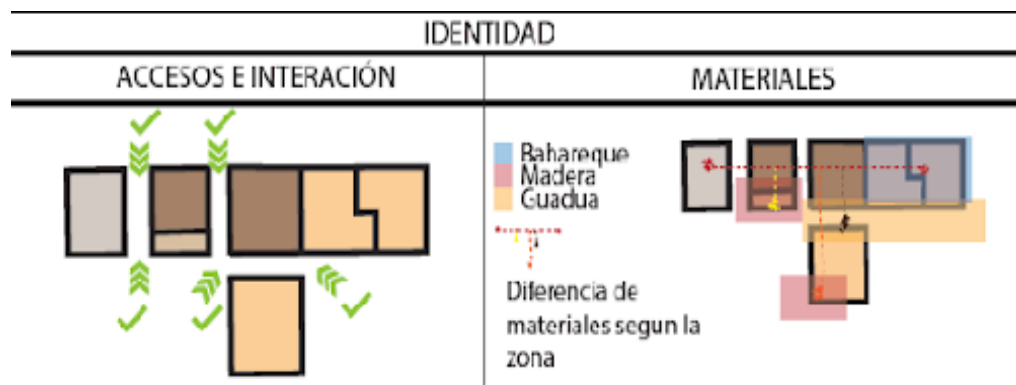 IDENTIDAD
ACCESOS E INTERACIÓN
MATERIALES
Bahareque
Madera
Guadua
Diferencia de
materiales segun la
zona